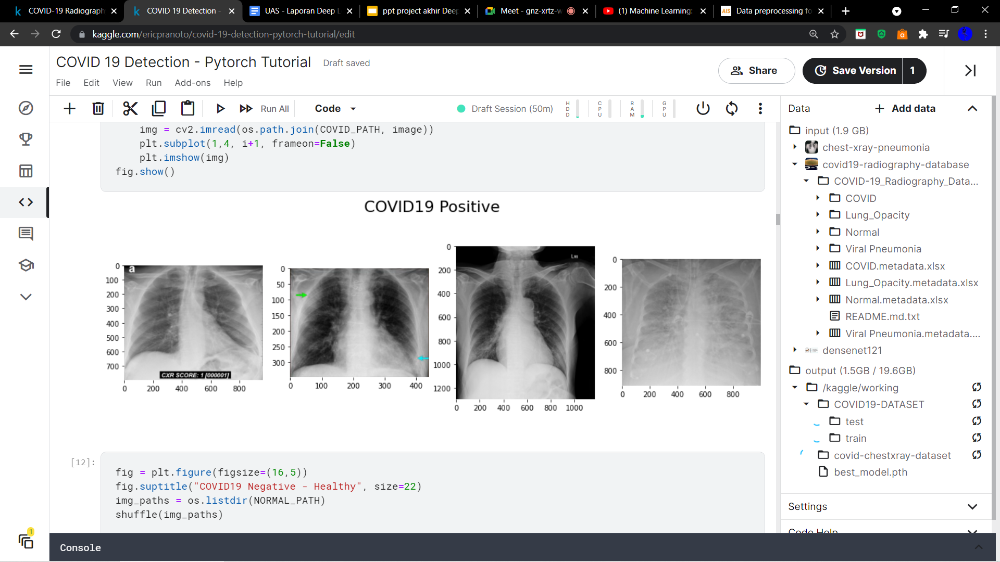 COVID-19 Radiograph
COVID 19 Detection -
UAS - Laporan Deep L
ppt project akhir Deep
Meet - gnz-xrtz-w
(1) Machine Learning:
AIS
Data preprocessing fo
kaggle.com/ericpranoto/covid-19-detection-pytorch-tutorial/edit
COVID 19 Detection - Pytorch Tutorial
Draft saved
Share
Save Version
1
File Edit View Run Add-ons Help
Run All
Code
Draft Session (50m)
HDD
CPU
RAM
GPU
Data
Add data
img = cv2.imread(os.path.join(COVID_PATH, image))
plt.subplot(1,4, i+1, frameon=False)
plt.imshow(img)
fig.show()
COVID19 Positive
0
100
200
300
400
500
600
700
0 200 400 600 800
a
CXR SCORE: 1 [000001]
0
50
100
150
200
250
300
0 100 200 300 400
0
200
400
600
800
1000
1200
0 200 400 600 800 1000
0
200
400
600
800
0 200 400 600 800
[12]:
fig = plt.figure(figsize=(16,5))
fig.suptitle("COVID19 Negative - Healthy", size=22)
img_paths = os.listdir(NORMAL_PATH)
shuffle(img_paths)
input (1.9 GB)
chest-xray-pneumonia
covid19-radiography-database
COVID-19_Radiography_Data...
COVID
Lung_Opacity
Normal
Viral Pneumonia
COVID.metadata.xlsx
Lung_Opacity.metadata.xlsx
Normal.metadata.xlsx
README.md.txt
Viral Pneumonia.metadata....
densenet121
output (1.5GB / 19.6GB)
/kaggle/working
COVID19-DATASET
test
train
covid-chestxray-dataset
best_model.pth
Settings
Code Help
1
Console